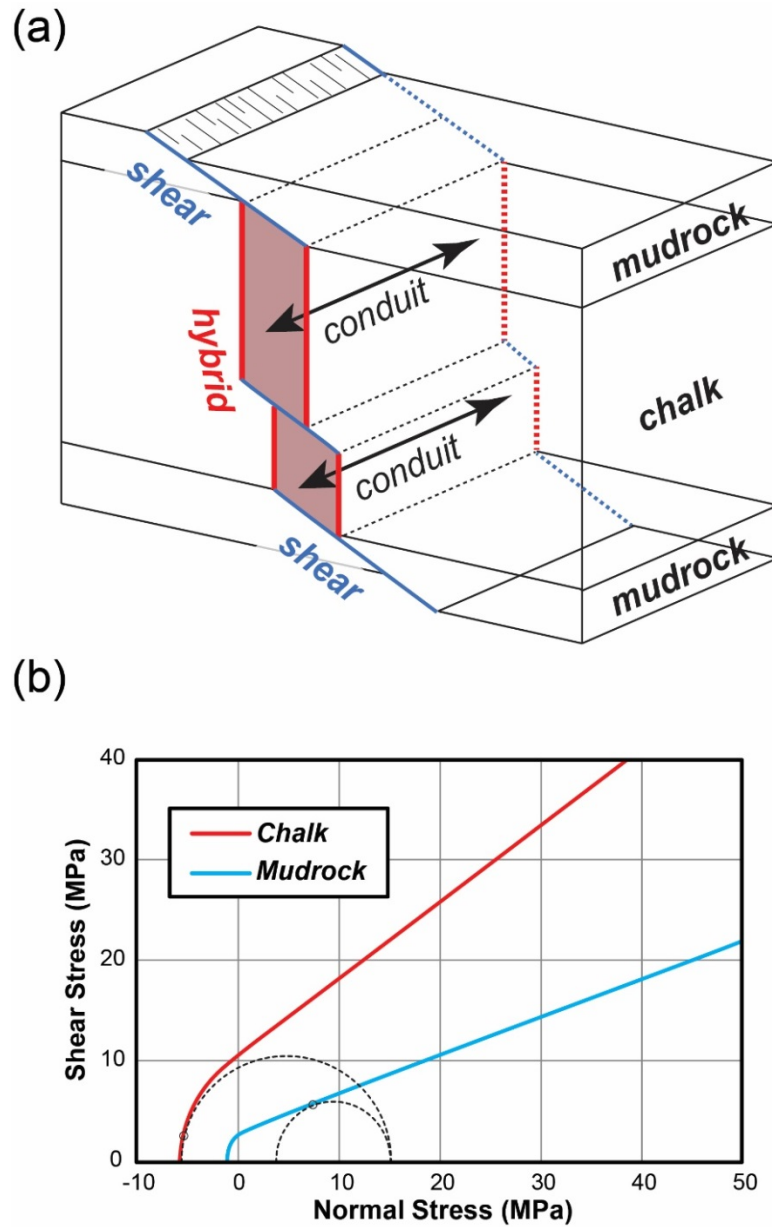 (a)
shear
mudrock
conduit
hybrid
chalk
conduit
shear
mudrock
(b)
40
30
20
10
0
Shear Stress (MPa)
Chalk
Mudrock
-10 0 10 20 30 40 50
Normal Stress (MPa)